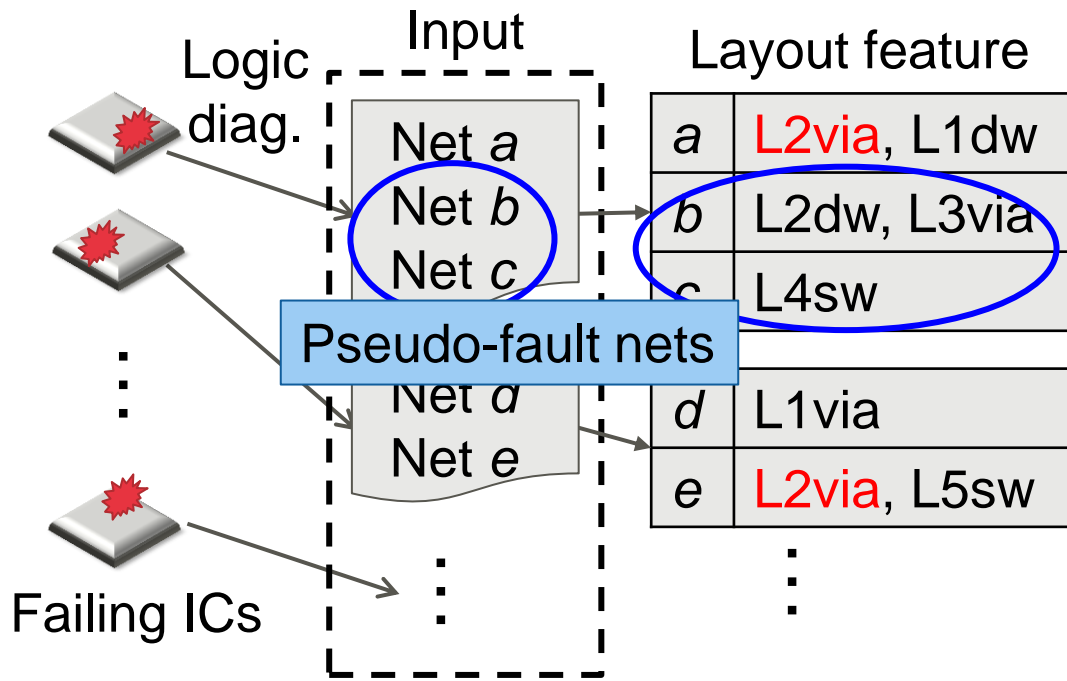 Logic
diag.
Input
Layout feature
Net a
Net b
Net c
a L2via, L1dw
b L2dw, L3via
c L4sw
Pseudo-fault nets
Net d
Net e
d L1via
e L2via, L5sw
Failing ICs